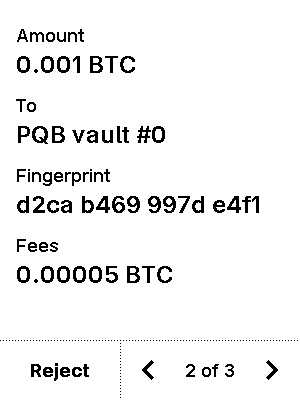 Amount
0.001 BTC
To
PQB vault #0
Fingerprint
d2ca b469 997d e4f1
Fees
0.00005 BTC
Reject
2 of 3